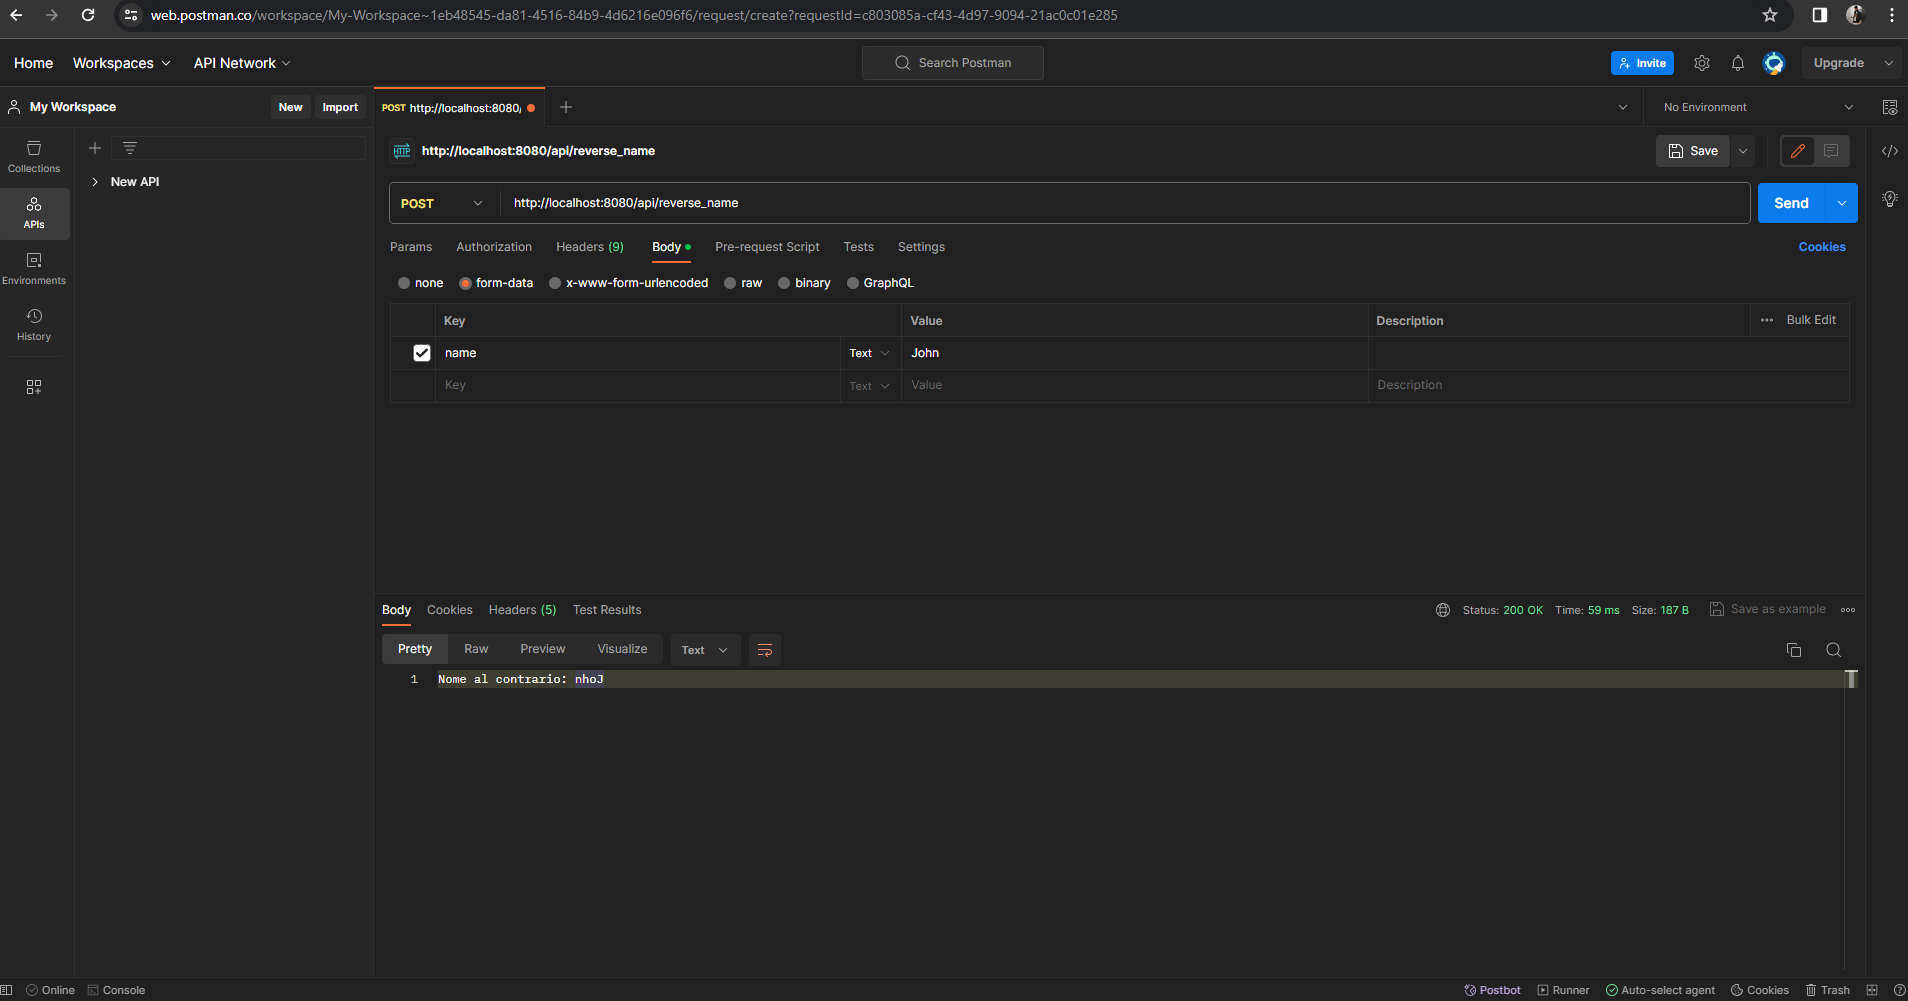 web.postman.co/workspace/My-Workspace~1eb48545-da81-4516-84b9-4d6216e096f6/request/create?requestId=c803085a-cf43-4d97-9094-21ac0c01e285
Home Workspaces API Network Search Postman Invite Upgrade
My Workspace New Import POST http://localhost:8080/ No Environment
Collections
APIs
Environments
History
New API
HTTP http://localhost:8080/api/reverse_name Save
POST http://localhost:8080/api/reverse_name Send
Params Authorization Headers (9) Body Pre-request Script Tests Settings Cookies
none form-data x-www-form-urlencoded raw binary GraphQL
Key Value Description Bulk Edit
name Text John
Key Text Value Description
Body Cookies Headers (5) Test Results Status: 200 OK Time: 59 ms Size: 187 B Save as example
Pretty Raw Preview Visualize Text
1 Nome al contrario: nhoJ
Online Console Postbot Runner Auto-select agent Cookies Trash